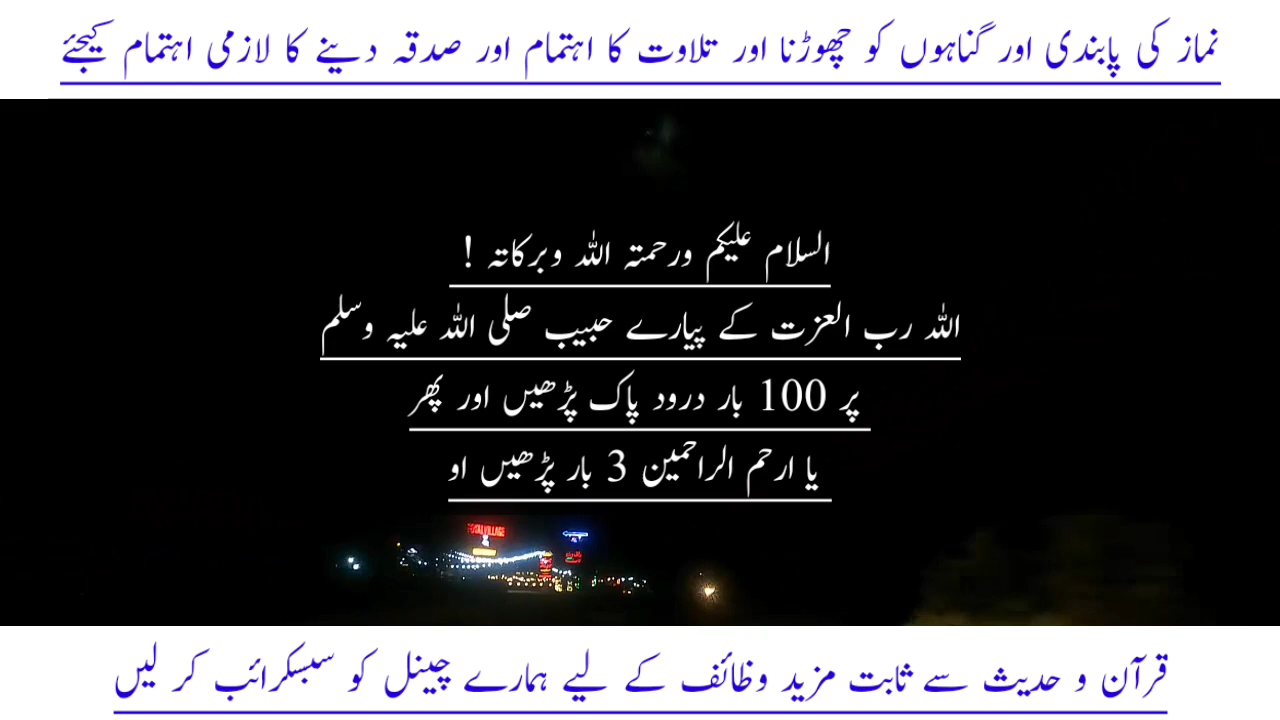 نماز کی پابندی اور گناہوں کو چھوڑنا اور تلاوت کا اہتمام اور صدقہ دینے کا لازمی اہتمام کیجئے
السلام علیکم ورحمتہ اللہ وبرکاتہ !
اللہ رب العزت کے پیارے حبیب صلی اللہ علیہ وسلم
پر 100 بار درود پاک پڑھیں اور پھر
یا ارحم الراحمین 3 بار پڑھیں او
قرآن و حدیث سے ثابت مزید وظائف کے لیے ہمارے چینل کو سبسکرائب کر لیں